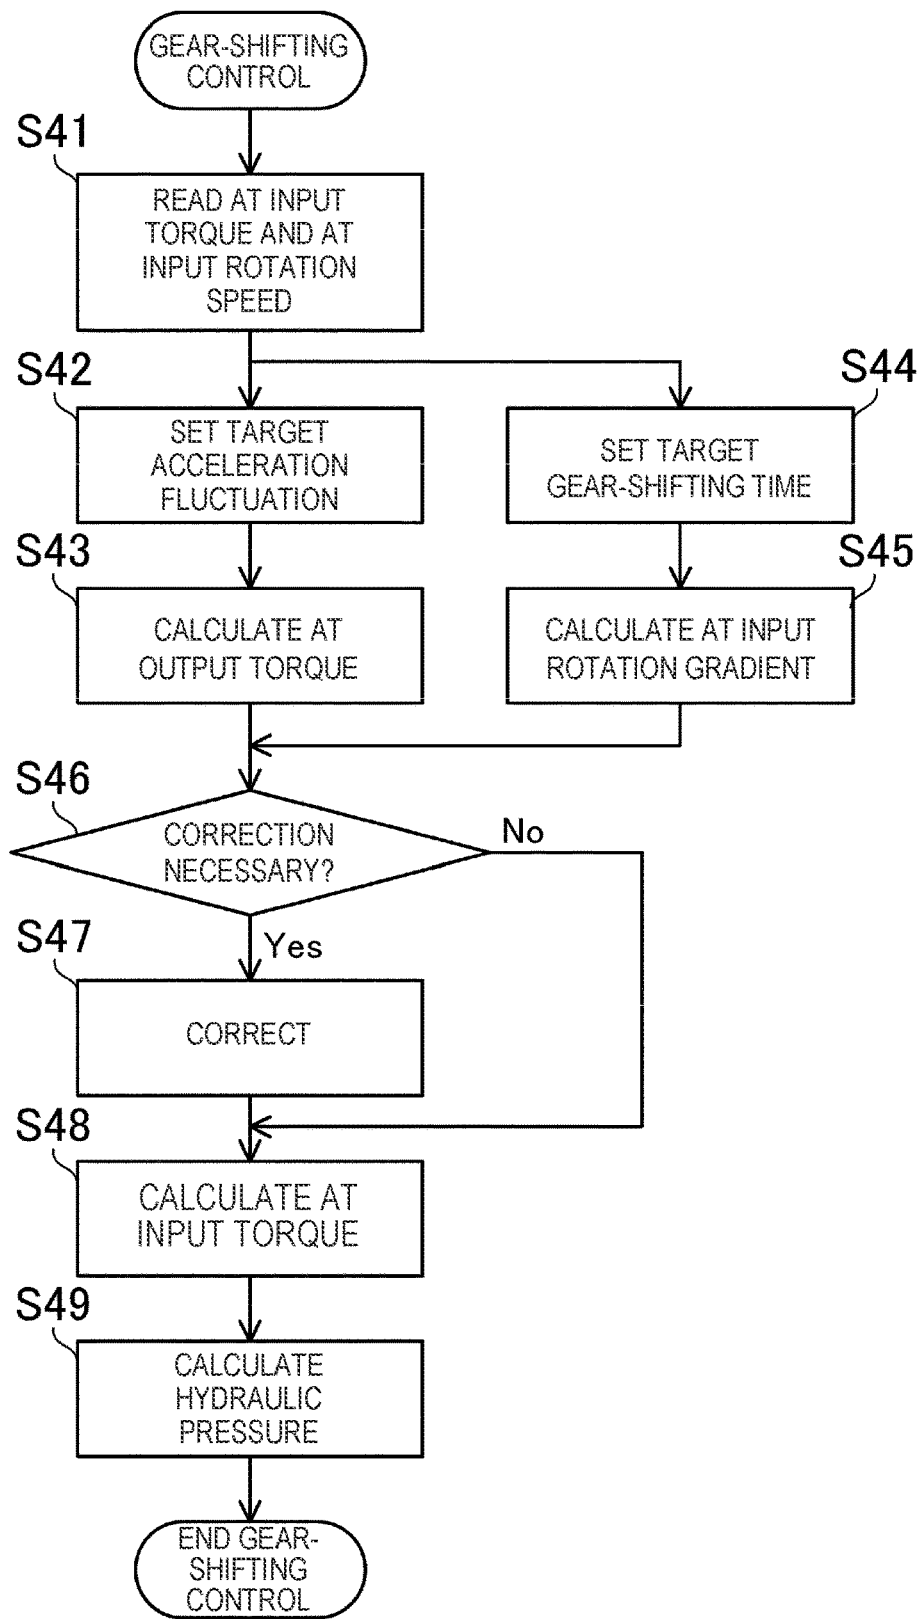 GEAR-SHIFTING
CONTROL
S41
READ AT INPUT
TORQUE AND AT
INPUT ROTATION
SPEED
S42
SET TARGET
ACCELERATION
FLUCTUATION
S44
SET TARGET
GEAR-SHIFTING TIME
S43
CALCULATE AT
OUTPUT TORQUE
S45
CALCULATE AT INPUT
ROTATION GRADIENT
S46
CORRECTION
NECESSARY?
No
Yes
S47
CORRECT
S48
CALCULATE AT
INPUT TORQUE
S49
CALCULATE
HYDRAULIC
PRESSURE
END GEAR-
SHIFTING
CONTROL